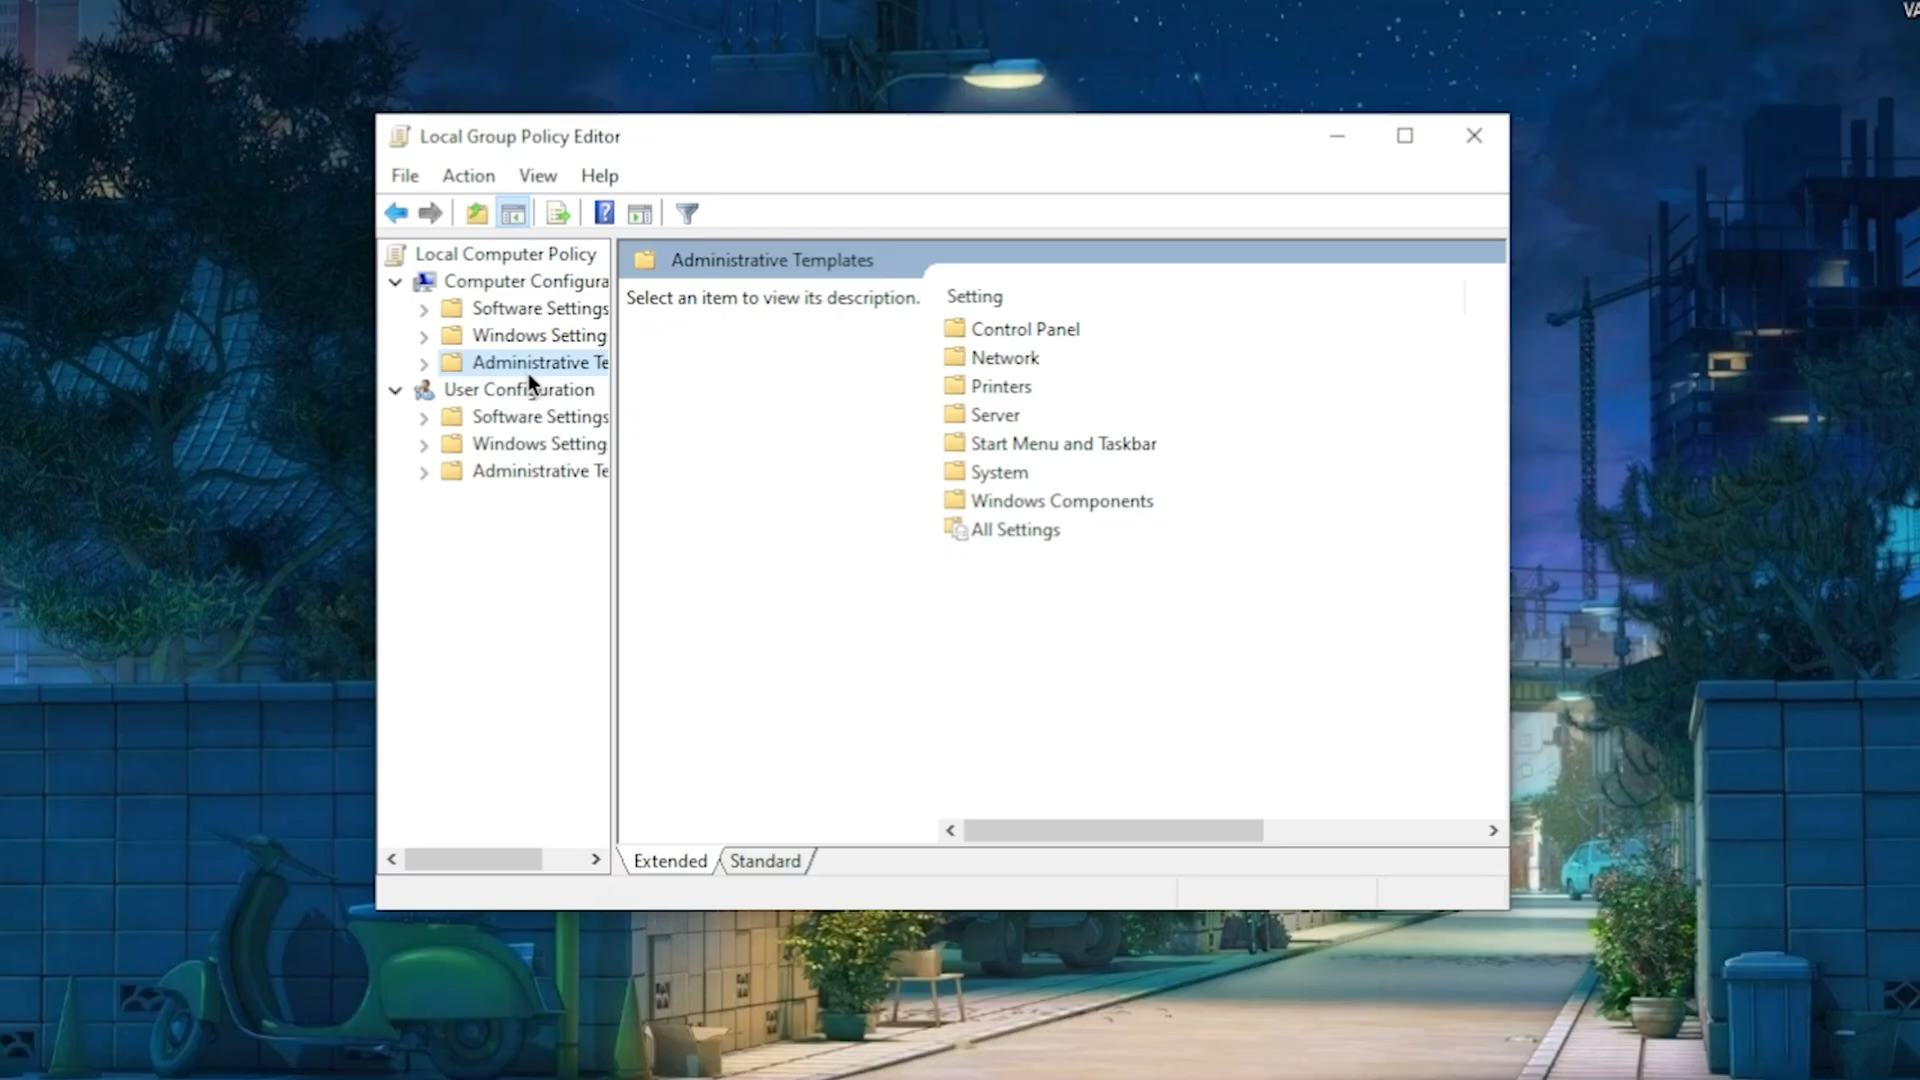 VA
Local Group Policy Editor
File Action View Help
Local Computer Policy
Computer Configura
Software Settings
Windows Setting
Administrative Te
User Configuration
Software Settings
Windows Setting
Administrative Te
Administrative Templates
Select an item to view its description.
Setting
Control Panel
Network
Printers
Server
Start Menu and Taskbar
System
Windows Components
All Settings
Extended Standard